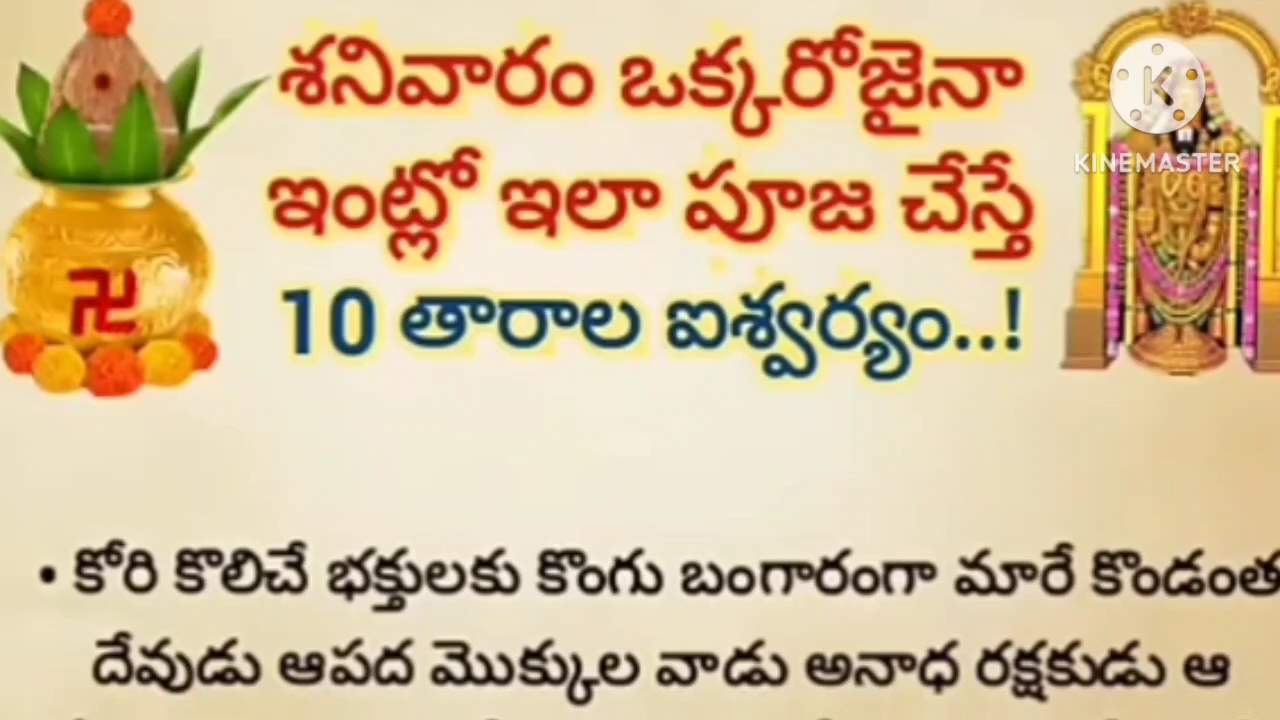 శనివారం ఒక్కరోజైనా
ఇంట్లో ఇలా పూజ చేస్తే
10 తారాల ఐశ్వర్యం..!
K
KINEMASTER
• కోరి కొలిచే భక్తులకు కొంగు బంగారంగా మారే కొండంత
దేవుడు ఆపద మొక్కుల వాడు అనాధ రక్షకుడు ఆ